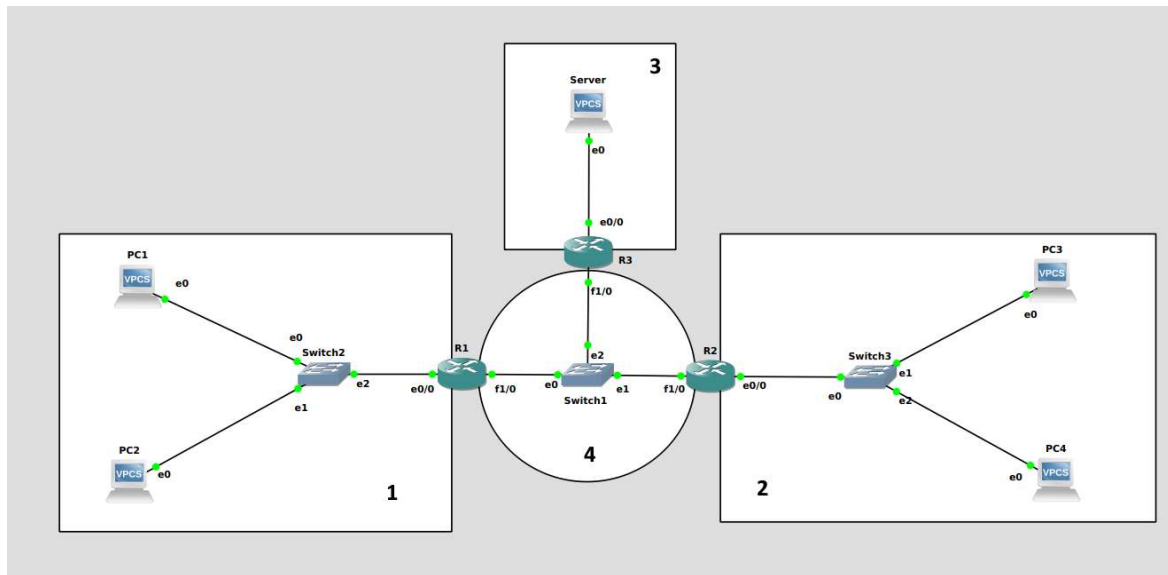 3
Server
VPCS
e0
e0/0
R3
f1/0
PC1
VPCS
e0
e0
Switch2
e2
e1
PC2
VPCS
e0
1
R1
e0/0
f1/0
e2
e0
e1
Switch1
4
R2
f1/0
e0/0
2
PC3
VPCS
e0
Switch3
e1
e0
e2
PC4
VPCS
e0